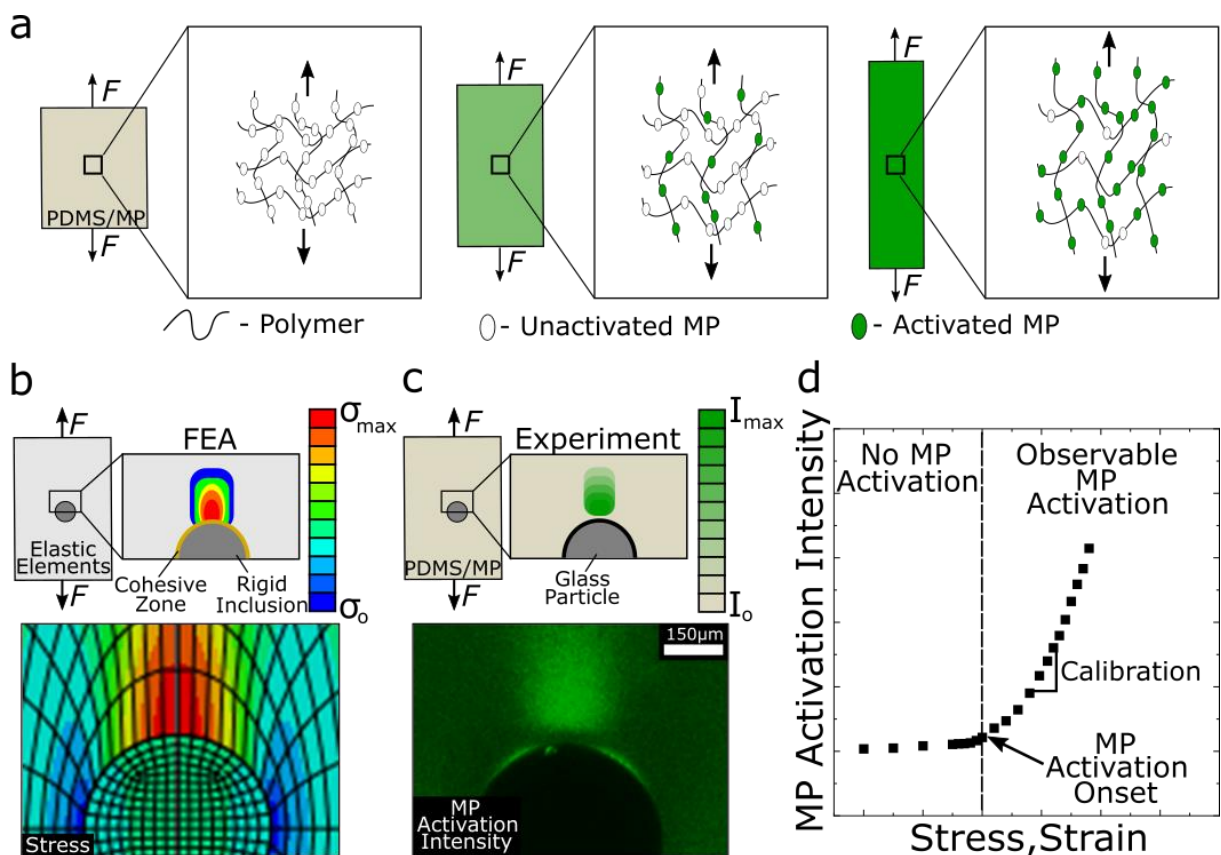 a
F
F
F
PDMS/MP
F
F
F
- Polymer
- Unactivated MP
- Activated MP
b
F
FEA
σmax
Elastic
Elements
F
Cohesive
Zone
Rigid
Inclusion
σo
Stress
c
F
Experiment
Imax
PDMS/MP
F
Glass
Particle
Io
150μm
MP
Activation
Intensity
d
MP Activation Intensity
No MP
Activation
Observable
MP
Activation
Calibration
MP
Activation
Onset
Stress,Strain